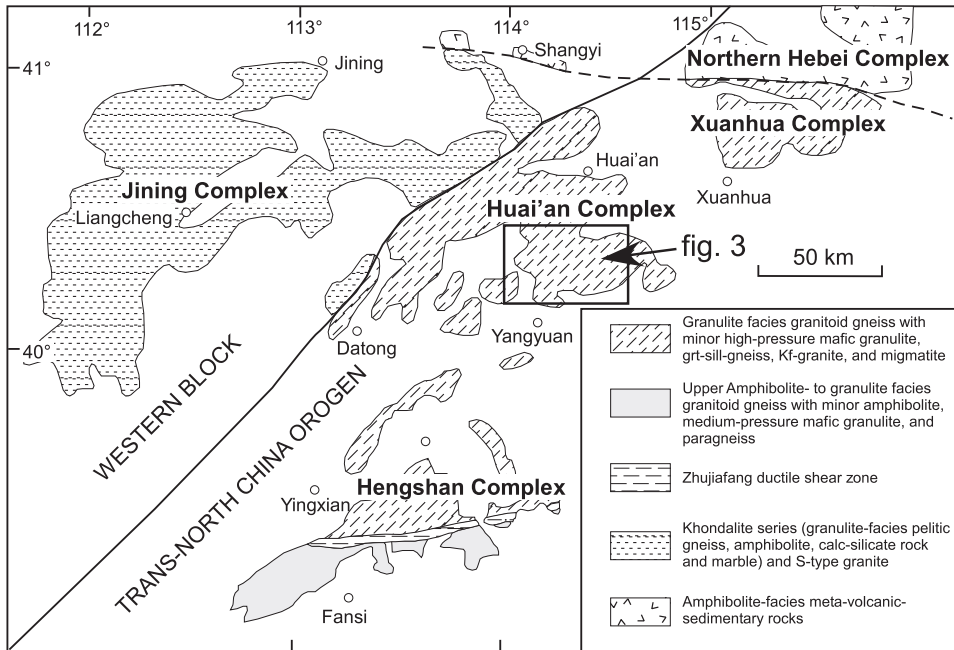 112°
113°
114°
115°
41°
Jining
Shangyi
Northern Hebei Complex
Xuanhua Complex
Huai'an
Xuanhua
Jining Complex
Liangcheng
Huai'an Complex
fig. 3
50 km
40°
Datong
Yangyuan
WESTERN BLOCK
TRANS-NORTH CHINA OROGEN
Yingxian
Hengshan Complex
Fansi
Granulite facies granitoid gneiss with
minor high-pressure mafic granulite,
grt-sill-gneiss, Kf-granite, and migmatite
Upper Amphibolite- to granulite facies
granitoid gneiss with minor amphibolite,
medium-pressure mafic granulite, and
paragneiss
Zhujiafang ductile shear zone
Khondalite series (granulite-facies pelitic
gneiss, amphibolite, calc-silicate rock
and marble) and S-type granite
Amphibolite-facies meta-volcanic-
sedimentary rocks